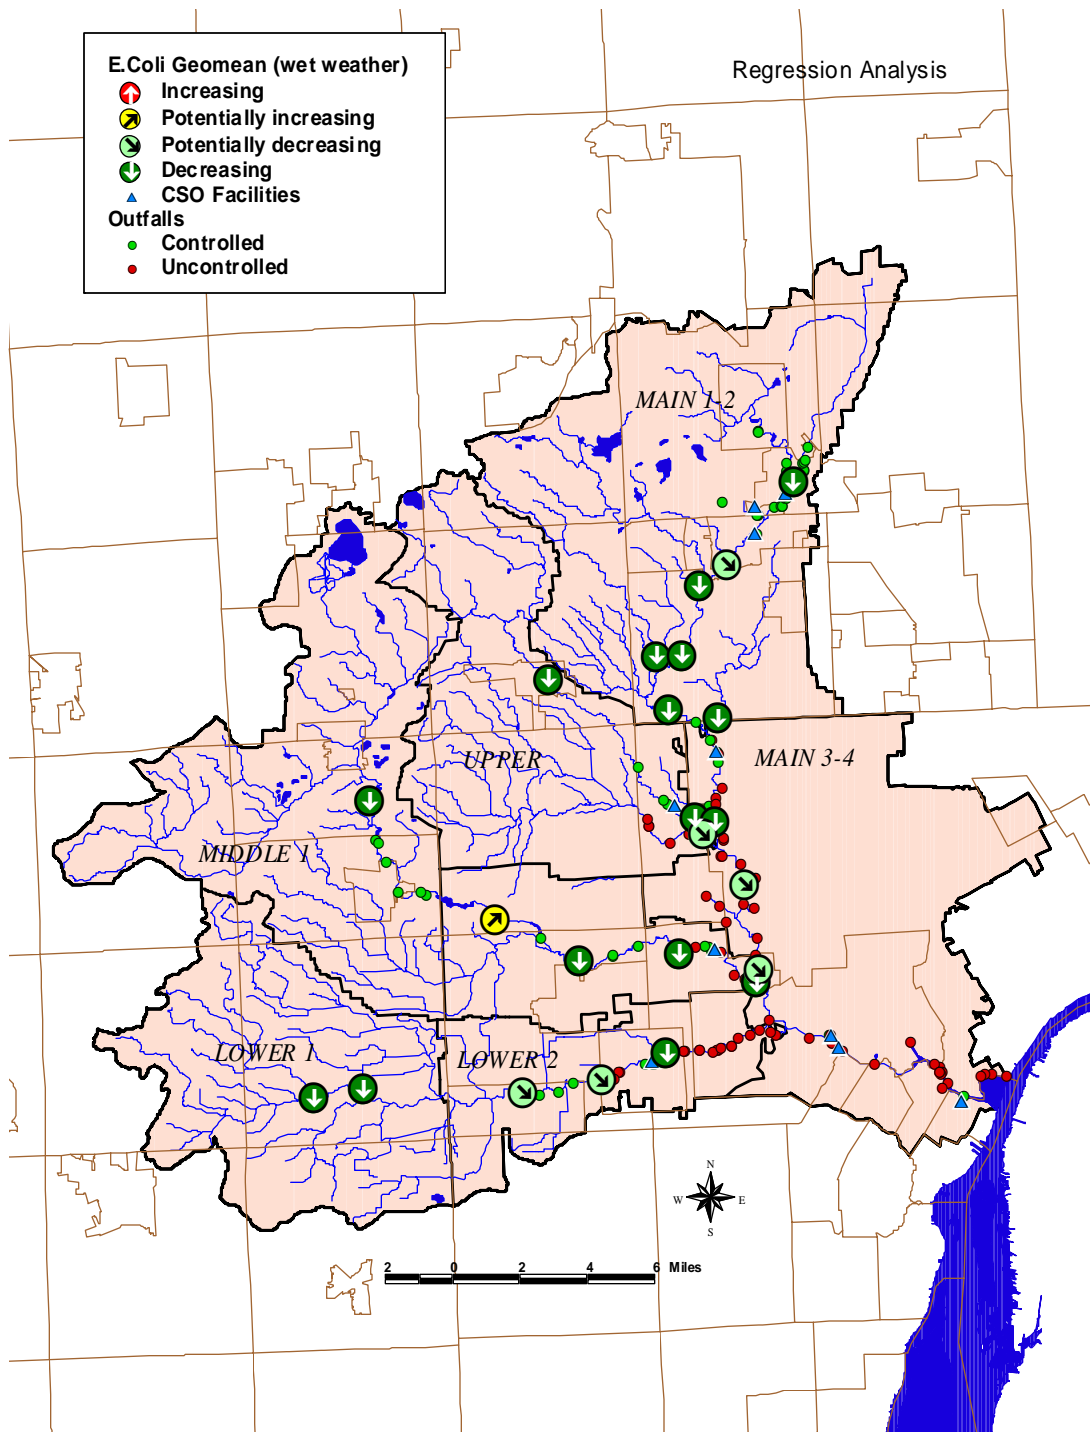 E.Coli Geomean (wet weather)
Increasing
Potentially increasing
Potentially decreasing
Decreasing
CSO Facilities
Outfalls
Controlled
Uncontrolled
Regression Analysis
MAIN 1-2
UPPER
MAIN 3-4
MIDDLE 1
LOWER 1
LOWER 2
N
W E
S
2 0 2 4 6 Miles